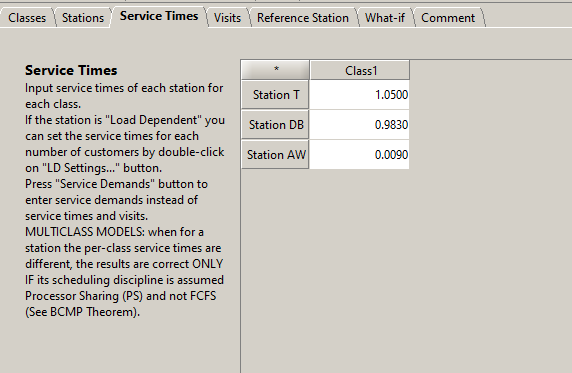 Classes Stations Service Times Visits Reference Station What-if Comment
Service Times
Input service times of each station for
each class.
If the station is "Load Dependent" you
can set the service times for each
number of customers by double-click
on "LD Settings..." button.
Press "Service Demands" button to
enter service demands instead of
service times and visits.
MULTICLASS MODELS: when for a
station the per-class service times are
different, the results are correct ONLY
IF its scheduling discipline is assumed
Processor Sharing (PS) and not FCFS
(See BCMP Theorem).
* Class1
Station T 1.0500
Station DB 0.9830
Station AW 0.0090